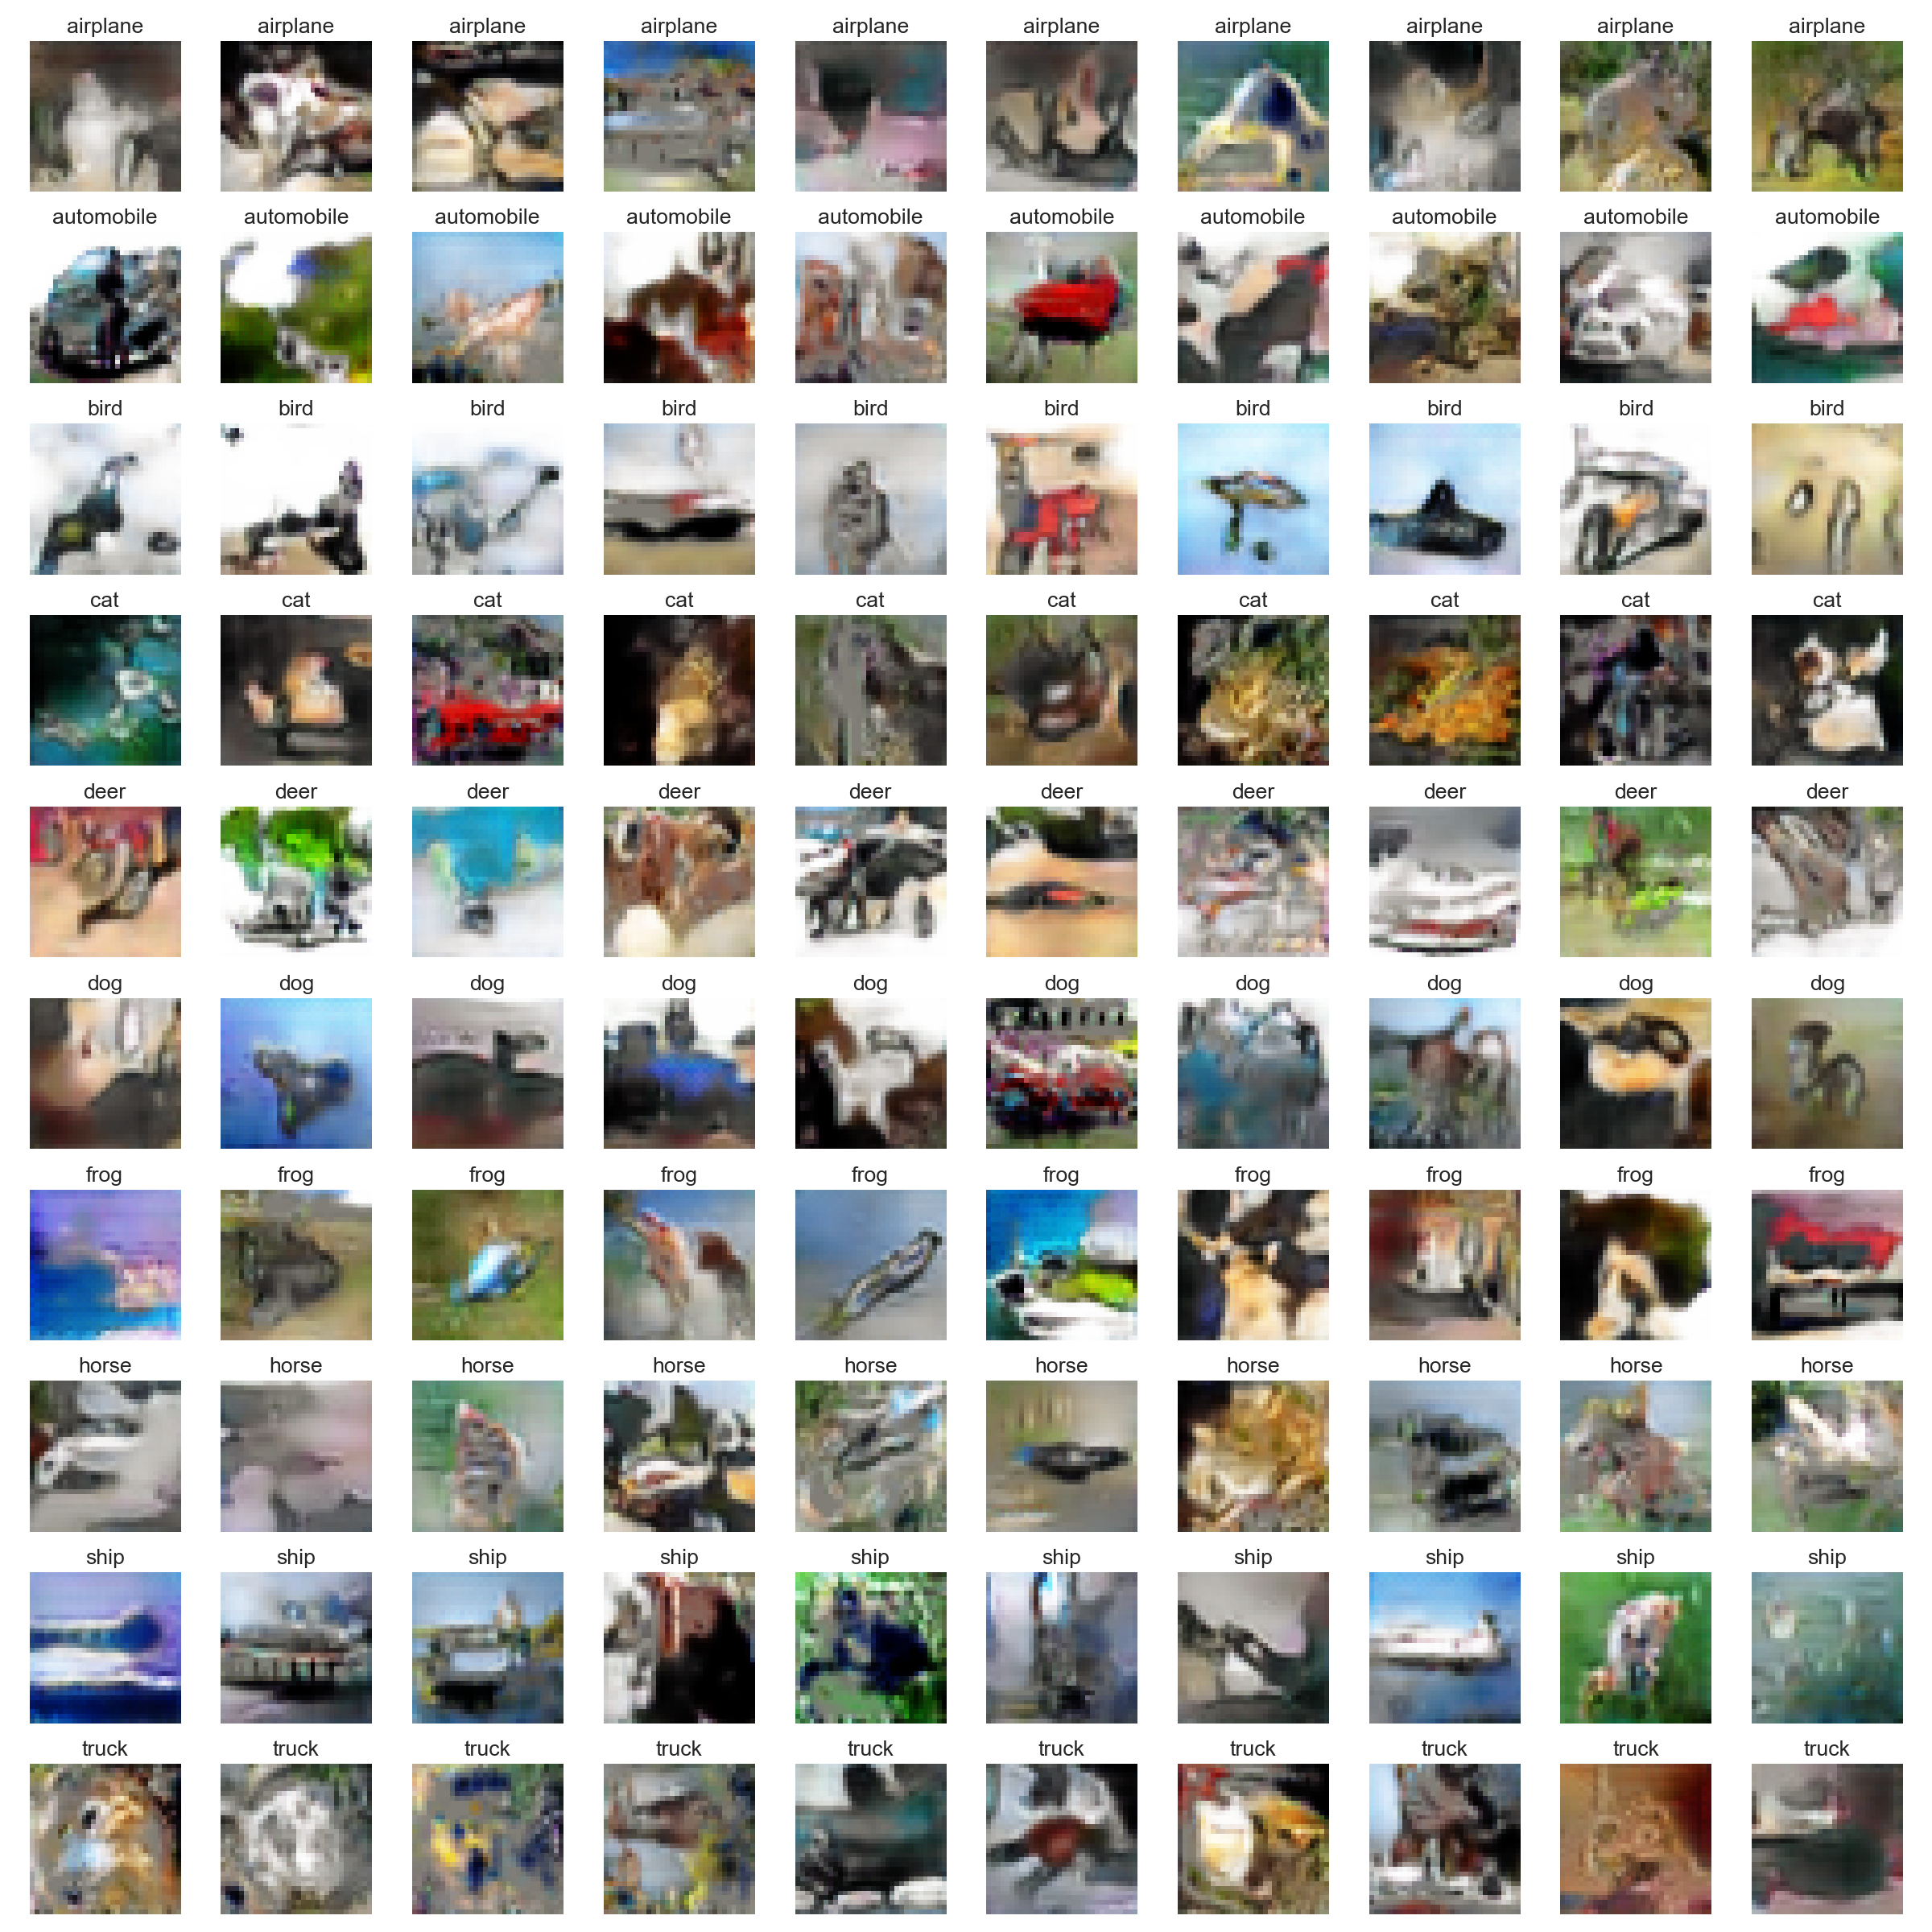 airplane airplane airplane airplane airplane airplane airplane airplane airplane airplane
automobile automobile automobile automobile automobile automobile automobile automobile automobile automobile
bird bird bird bird bird bird bird bird bird bird
cat cat cat cat cat cat cat cat cat cat
deer deer deer deer deer deer deer deer deer deer
dog dog dog dog dog dog dog dog dog dog
frog frog frog frog frog frog frog frog frog frog
horse horse horse horse horse horse horse horse horse horse
ship ship ship ship ship ship ship ship ship ship
truck truck truck truck truck truck truck truck truck truck